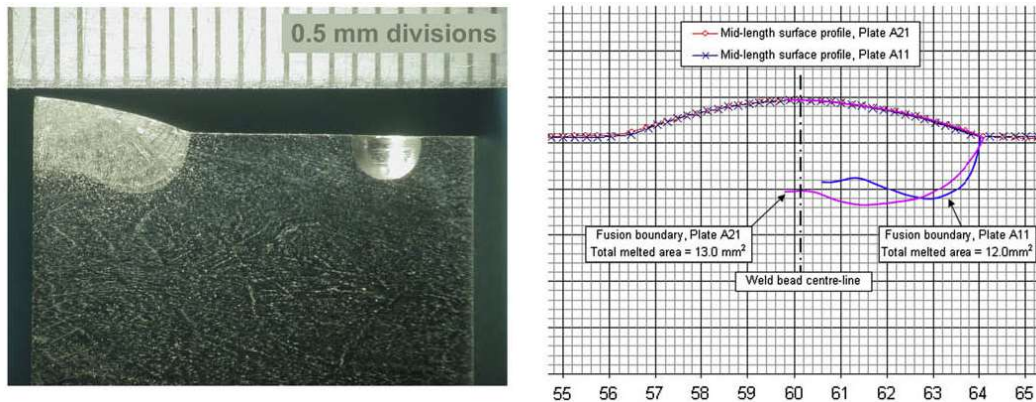 0.5 mm divisions
Mid-length surface profile, Plate A21
Mid-length surface profile, Plate A11
Fusion boundary, Plate A21
Total melted area = 13.0 mm²
Fusion boundary, Plate A11
Total melted area = 12.0mm²
Weld bead centre-line
55 56 57 58 59 60 61 62 63 64 65